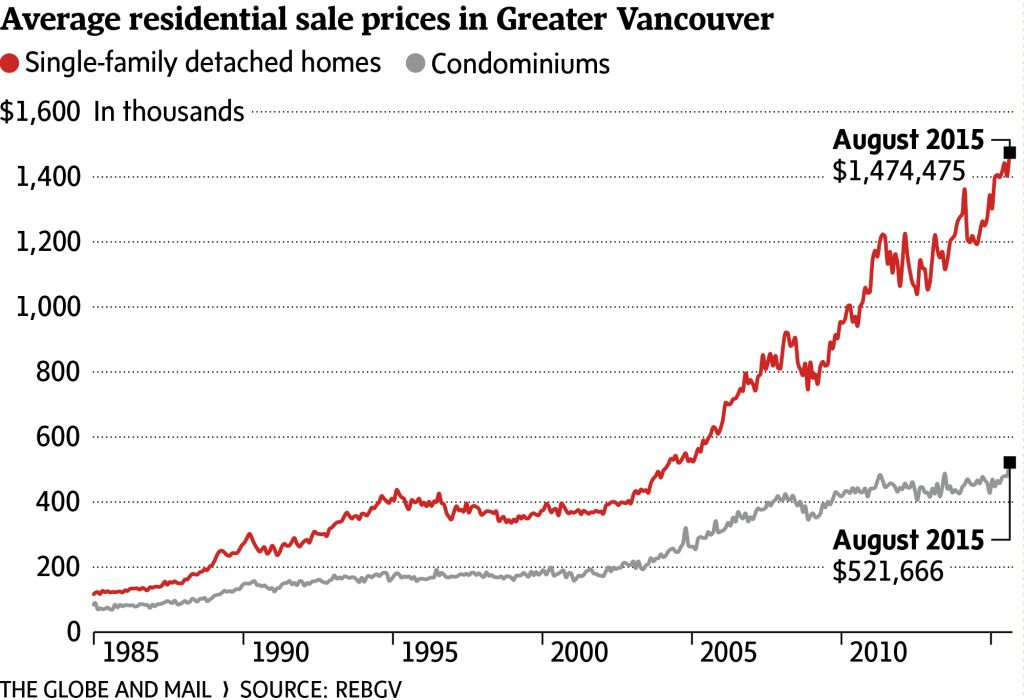 Average residential sale prices in Greater Vancouver
Single-family detached homes Condominiums
$1,600 In thousands
August 2015
$1,474,475
1,400
1,200
1,000
800
600
400
August 2015
$521,666
200
0
1985 1990 1995 2000 2005 2010
THE GLOBE AND MAIL ⟩ SOURCE: REBGV